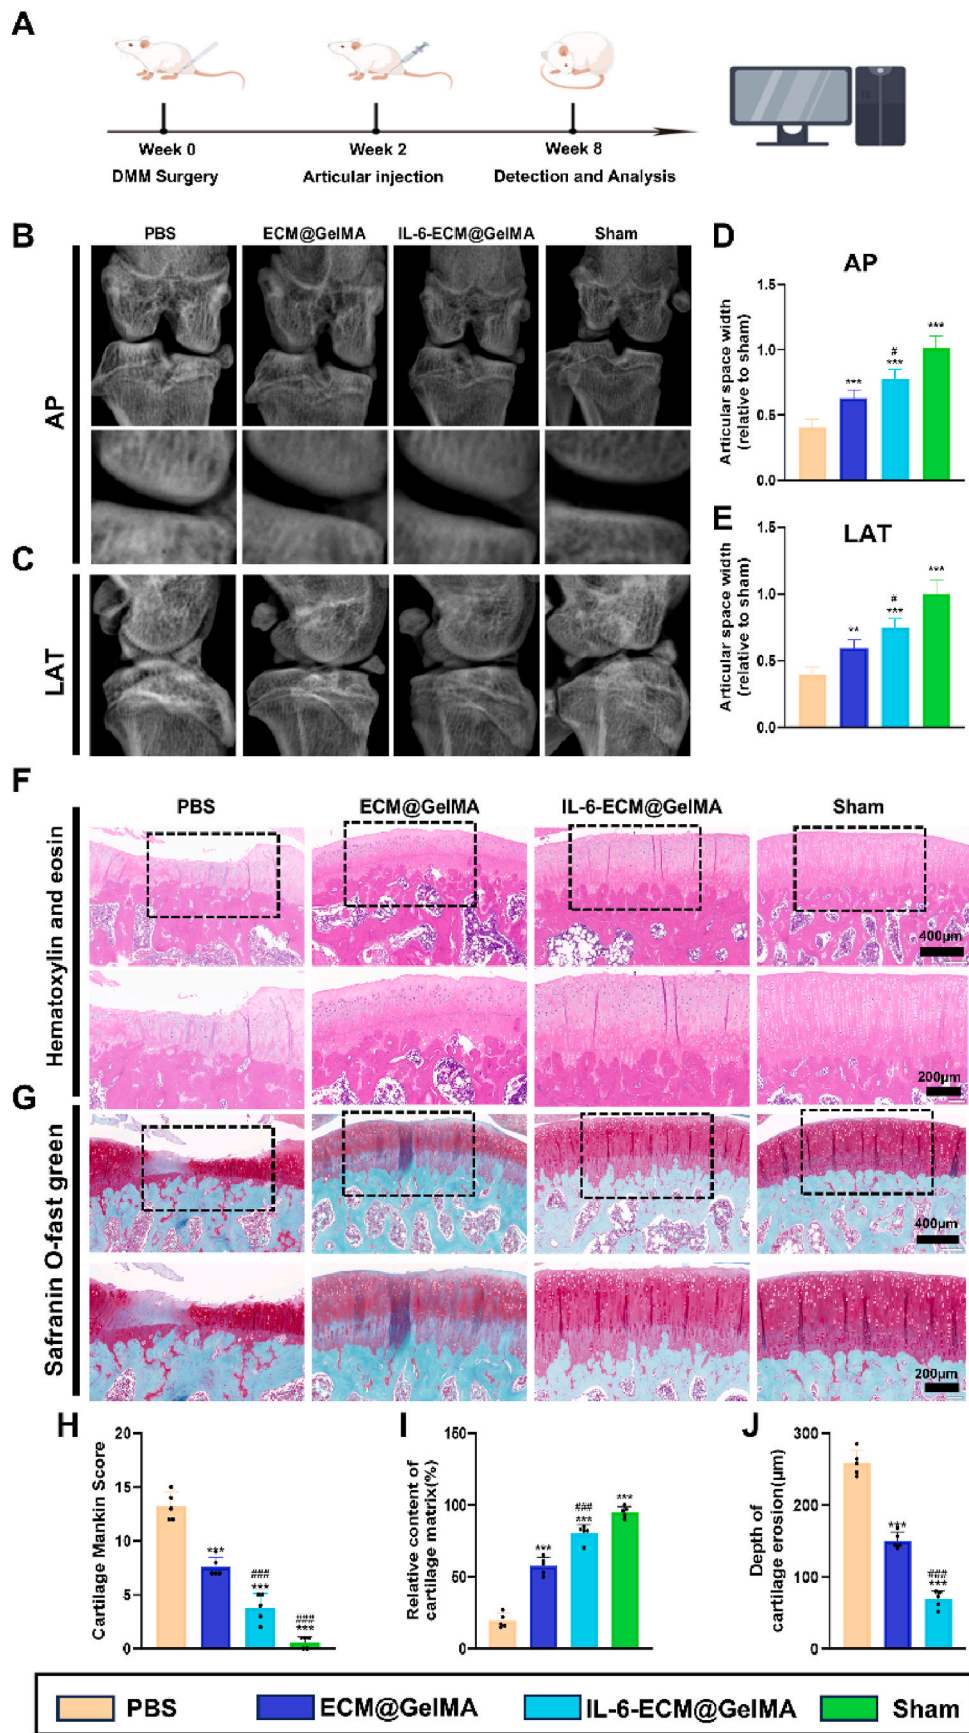 A
Week 0
Week 2
Week 8
DMM Surgery
Articular injection
Detection and Analysis
B
PBS
ECM@GelMA
IL-6-ECM@GelMA
Sham
AP
C
LAT
D
AP
Articular space width
(relative to sham)
1.5
1.0
0.5
0.0
***
#
***
***
E
LAT
Articular space width
(relative to sham)
1.5
1.0
0.5
0.0
**
#
***
***
F
PBS
ECM@GelMA
IL-6-ECM@GelMA
Sham
Hematoxylin and eosin
400μm
200μm
G
Safranin O-fast green
400μm
200μm
H
Cartilage Mankin Score
20
15
10
5
0
***
###
***
###
***
I
Relative content of
cartilage matrix(%)
150
100
50
0
***
###
***
***
J
Depth of
cartilage erosion(μm)
300
200
100
0
***
###
***
PBS
ECM@GelMA
IL-6-ECM@GelMA
Sham